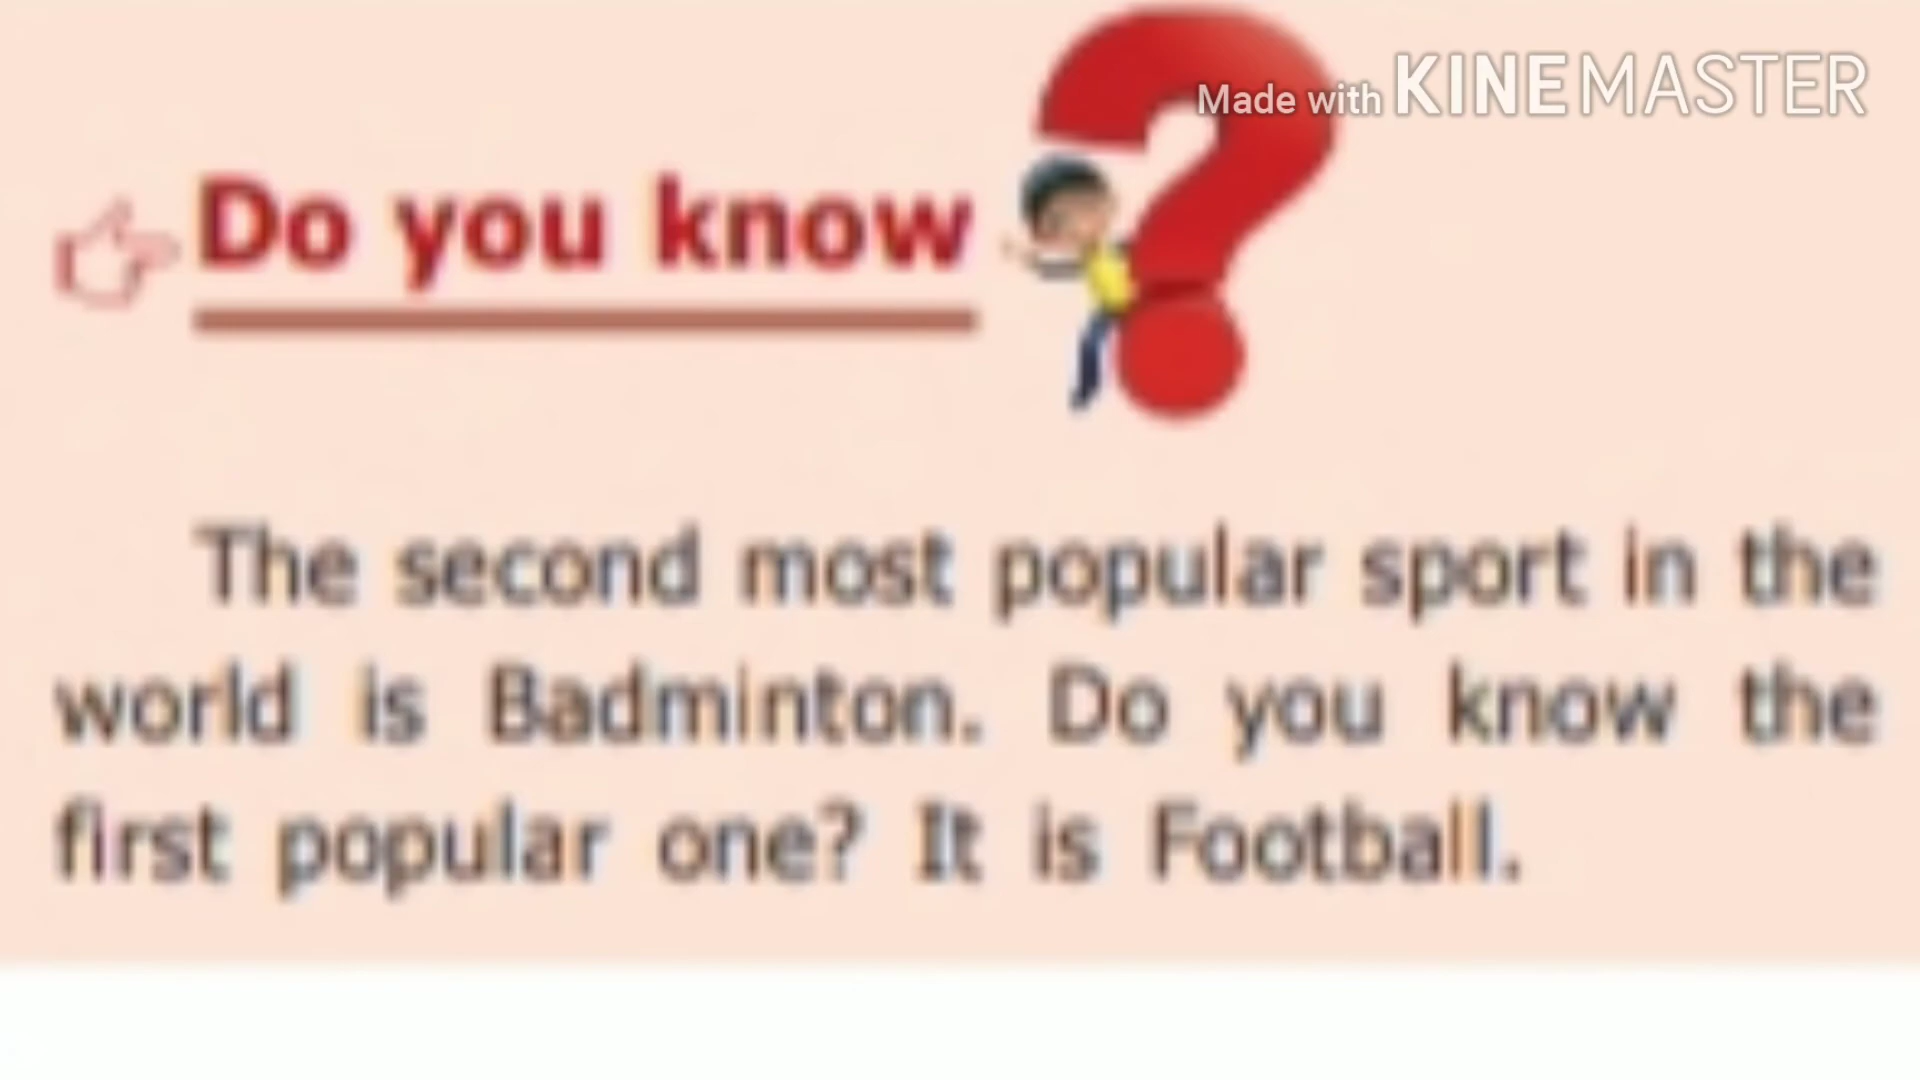 Made with KINEMASTER
Do you know
The second most popular sport in the
world is Badminton. Do you know the
first popular one? It is Football.